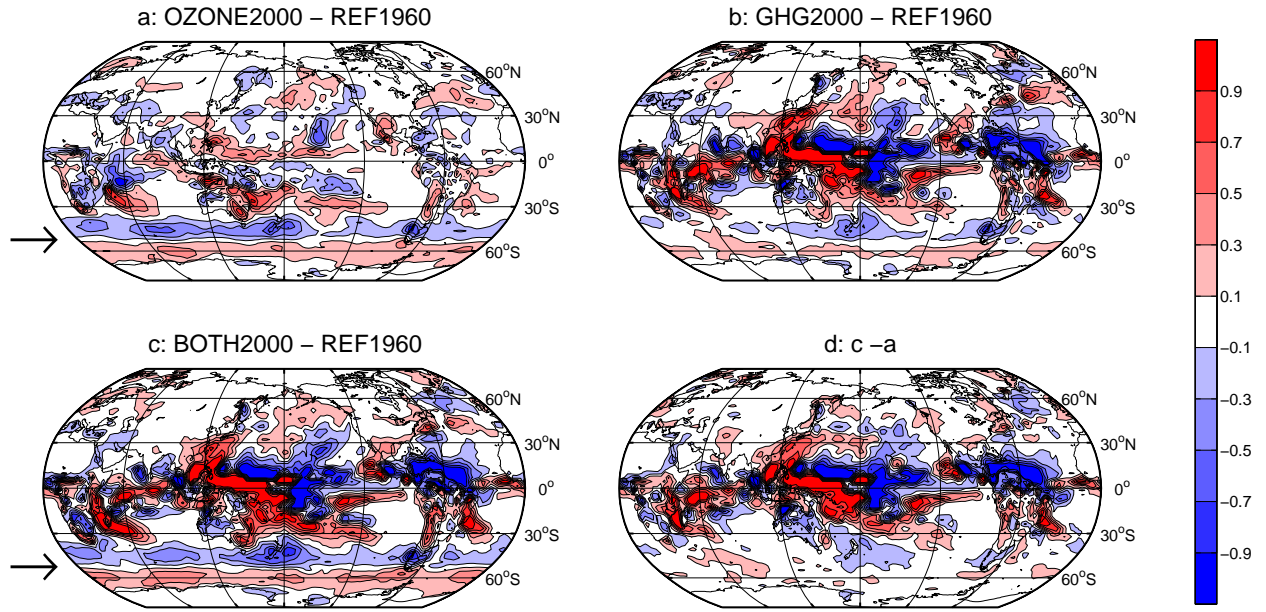 a: OZONE2000 – REF1960
60°N
30°N
0°
30°S
60°S
b: GHG2000 – REF1960
60°N
30°N
0°
30°S
60°S
c: BOTH2000 – REF1960
60°N
30°N
0°
30°S
60°S
d: c –a
60°N
30°N
0°
30°S
60°S
0.9
0.7
0.5
0.3
0.1
−0.1
−0.3
−0.5
−0.7
−0.9